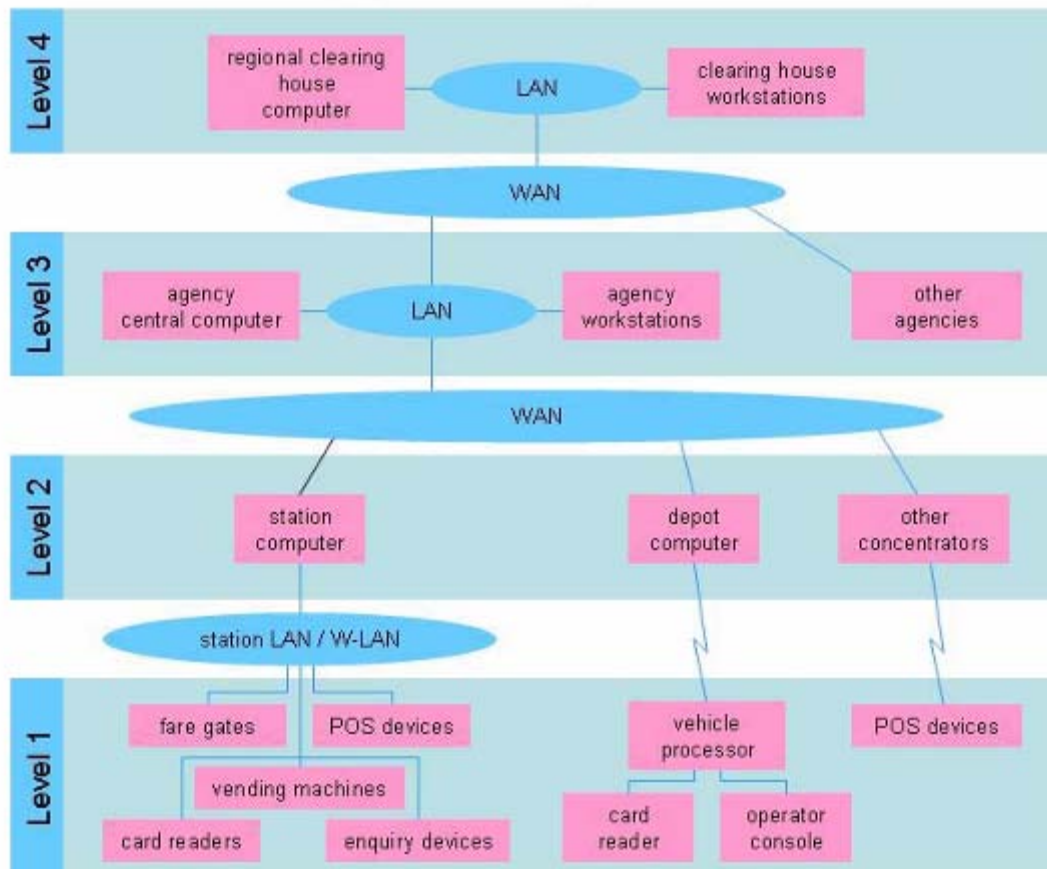 Level 4
regional clearing
house
computer
LAN
clearing house
workstations
WAN
Level 3
agency
central computer
LAN
agency
workstations
other
agencies
WAN
Level 2
station
computer
depot
computer
other
concentrators
station LAN / W-LAN
Level 1
fare gates
POS devices
vehicle
processor
POS devices
vending machines
card readers
enquiry devices
card
reader
operator
console